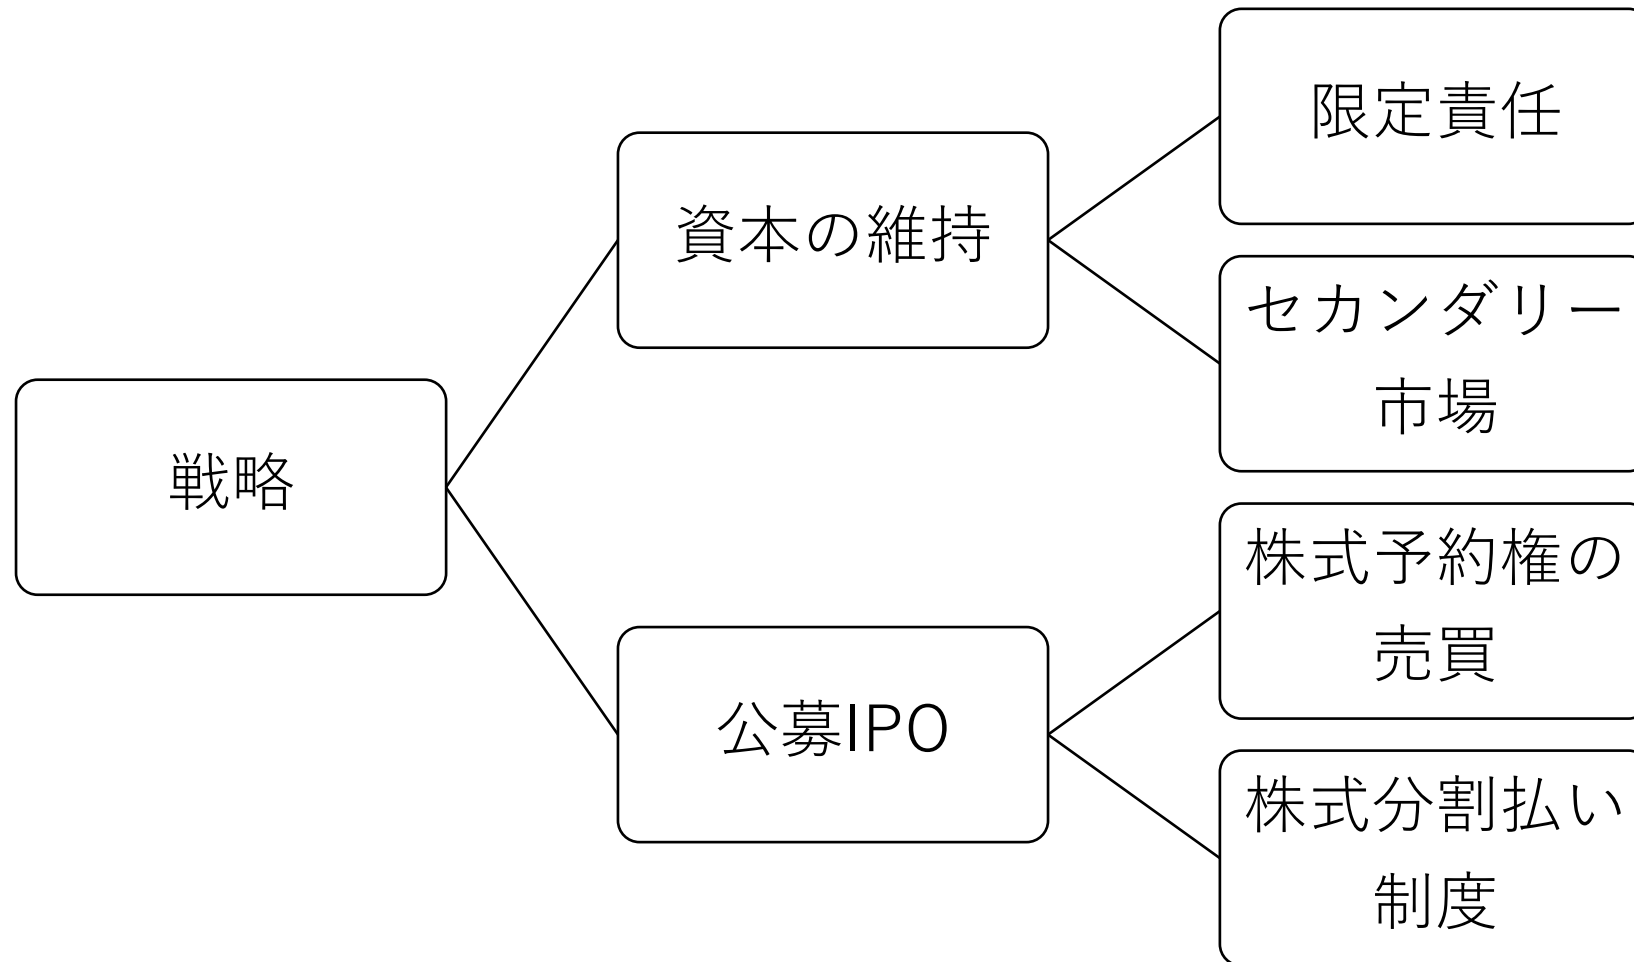 戦略
資本の維持
限定責任
セカンダリー
市場
公募IPO
株式予約権の
売買
株式分割払い
制度